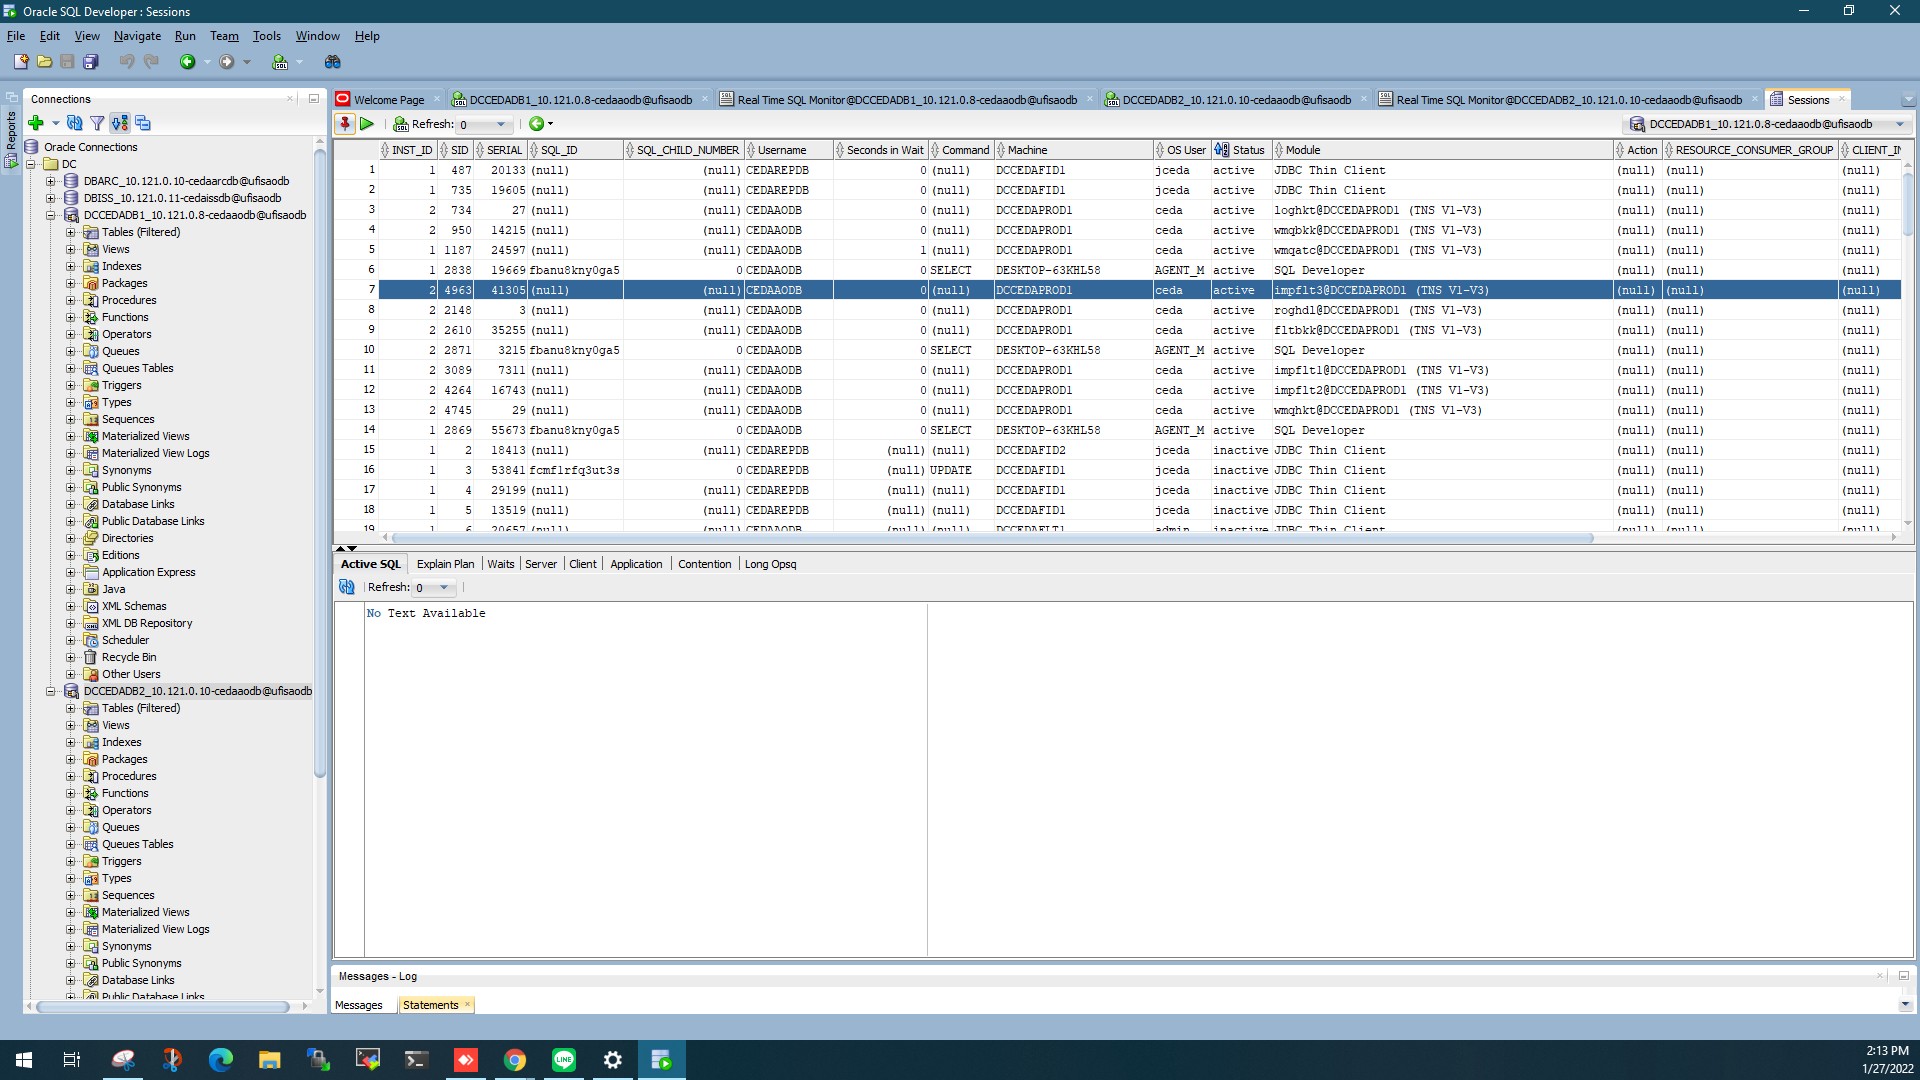 Oracle SQL Developer : Sessions
File Edit View Navigate Run Team Tools Window Help
Reports
Connections
Oracle Connections
DC
DBARC_10.121.0.10-cedaarcdb@ufisaodb
DBISS_10.121.0.11-cedaissdb@ufisaodb
DCCEDADB1_10.121.0.8-cedaaodb@ufisaodb
Tables (Filtered)
Views
Indexes
Packages
Procedures
Functions
Operators
Queues
Queues Tables
Triggers
Types
Sequences
Materialized Views
Materialized View Logs
Synonyms
Public Synonyms
Database Links
Public Database Links
Directories
Editions
Application Express
Java
XML Schemas
XML DB Repository
Scheduler
Recycle Bin
Other Users
DCCEDADB2_10.121.0.10-cedaaodb@ufisaodb
Tables (Filtered)
Views
Indexes
Packages
Procedures
Functions
Operators
Queues
Queues Tables
Triggers
Types
Sequences
Materialized Views
Materialized View Logs
Synonyms
Public Synonyms
Database Links
Public Database Links
Welcome Page DCCEDADB1_10.121.0.8-cedaaodb@ufisaodb Real Time SQL Monitor@DCCEDADB1_10.121.0.8-cedaaodb@ufisaodb DCCEDADB2_10.121.0.10-cedaaodb@ufisaodb Real Time SQL Monitor@DCCEDADB2_10.121.0.10-cedaaodb@ufisaodb Sessions
Refresh: 0 DCCEDADB1_10.121.0.8-cedaaodb@ufisaodb
INST_ID SID SERIAL SQL_ID SQL_CHILD_NUMBER Username Seconds in Wait Command Machine OS User Status Module Action RESOURCE_CONSUMER_GROUP CLIENT_IN
1 1 487 20133 (null) (null) CEDAREPDB 0 (null) DCCEDAFID1 jceda active JDBC Thin Client (null) (null) (null)
2 1 735 19605 (null) (null) CEDAREPDB 0 (null) DCCEDAFID1 jceda active JDBC Thin Client (null) (null) (null)
3 2 734 27 (null) (null) CEDAAODB 0 (null) DCCEDAPROD1 ceda active loghkt@DCCEDAPROD1 (TNS V1-V3) (null) (null) (null)
4 2 950 14215 (null) (null) CEDAAODB 0 (null) DCCEDAPROD1 ceda active wmqbkk@DCCEDAPROD1 (TNS V1-V3) (null) (null) (null)
5 1 1187 24597 (null) (null) CEDAAODB 1 (null) DCCEDAPROD1 ceda active wmqatc@DCCEDAPROD1 (TNS V1-V3) (null) (null) (null)
6 1 2838 19669 fbanu8kny0ga5 0 CEDAAODB 0 SELECT DESKTOP-63KHL58 AGENT_M active SQL Developer (null) (null) (null)
7 2 4963 41305 (null) (null) CEDAAODB 0 (null) DCCEDAPROD1 ceda active impflt3@DCCEDAPROD1 (TNS V1-V3) (null) (null) (null)
8 2 2148 3 (null) (null) CEDAAODB 0 (null) DCCEDAPROD1 ceda active roghdl@DCCEDAPROD1 (TNS V1-V3) (null) (null) (null)
9 2 2610 35255 (null) (null) CEDAAODB 0 (null) DCCEDAPROD1 ceda active fltbkk@DCCEDAPROD1 (TNS V1-V3) (null) (null) (null)
10 2 2871 3215 fbanu8kny0ga5 0 CEDAAODB 0 SELECT DESKTOP-63KHL58 AGENT_M active SQL Developer (null) (null) (null)
11 2 3089 7311 (null) (null) CEDAAODB 0 (null) DCCEDAPROD1 ceda active impflt1@DCCEDAPROD1 (TNS V1-V3) (null) (null) (null)
12 2 4264 16743 (null) (null) CEDAAODB 0 (null) DCCEDAPROD1 ceda active impflt2@DCCEDAPROD1 (TNS V1-V3) (null) (null) (null)
13 2 4745 29 (null) (null) CEDAAODB 0 (null) DCCEDAPROD1 ceda active wmqhkt@DCCEDAPROD1 (TNS V1-V3) (null) (null) (null)
14 1 2869 55673 fbanu8kny0ga5 0 CEDAAODB 0 SELECT DESKTOP-63KHL58 AGENT_M active SQL Developer (null) (null) (null)
15 1 2 18413 (null) (null) CEDAREPDB (null) (null) DCCEDAFID2 jceda inactive JDBC Thin Client (null) (null) (null)
16 1 3 53841 fcmflrfq3ut3s 0 CEDAREPDB (null) UPDATE DCCEDAFID1 jceda inactive JDBC Thin Client (null) (null) (null)
17 1 4 29199 (null) (null) CEDAREPDB (null) (null) DCCEDAFID1 jceda inactive JDBC Thin Client (null) (null) (null)
18 1 5 13519 (null) (null) CEDAREPDB (null) (null) DCCEDAFID1 jceda inactive JDBC Thin Client (null) (null) (null)
19 1 6 20657 (null) (null) CEDAAODB (null) (null) DCCEDAFLT1 admin inactive JDBC Thin Client (null) (null) (null)
Active SQL Explain Plan Waits Server Client Application Contention Long Opsq
Refresh: 0
No Text Available
Messages - Log
Messages Statements
LINE
2:13 PM
1/27/2022